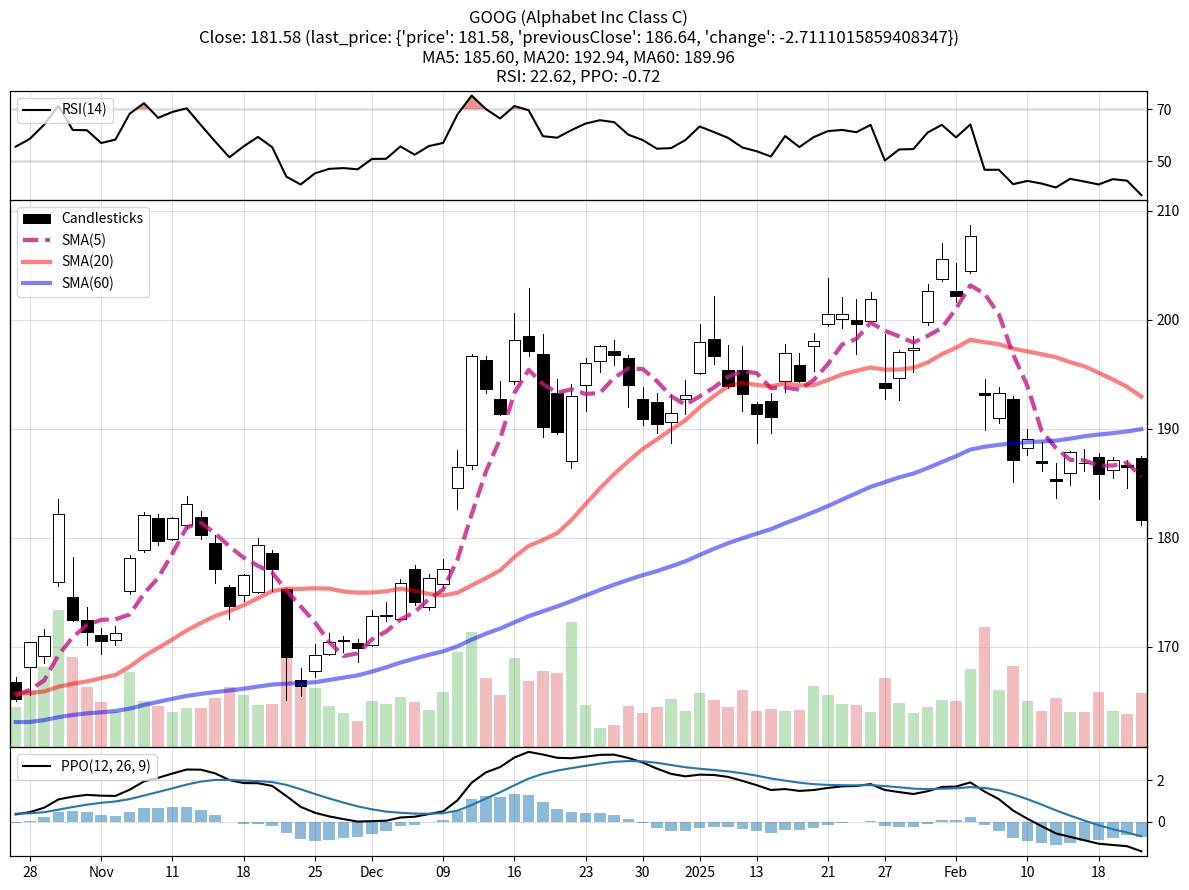 GOOG (Alphabet Inc Class C)
Close: 181.58 (last_price: {'price': 181.58, 'previousClose': 186.64, 'change': -2.7111015859408347})
MA5: 185.60, MA20: 192.94, MA60: 189.96
RSI: 22.62, PPO: -0.72
RSI(14)
70
50
Candlesticks
SMA(5)
SMA(20)
SMA(60)
210
200
190
180
170
PPO(12, 26, 9)
2
0
28 Nov 11 18 25 Dec 09 16 23 30 2025 13 21 27 Feb 10 18